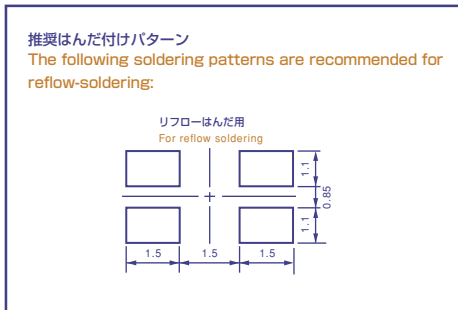 推奨はんだ付けパターン
The following soldering patterns are recommended for
reflow-soldering:
リフローはんだ用
For reflow soldering
1.1
0.85
1.1
1.5 1.5 1.5